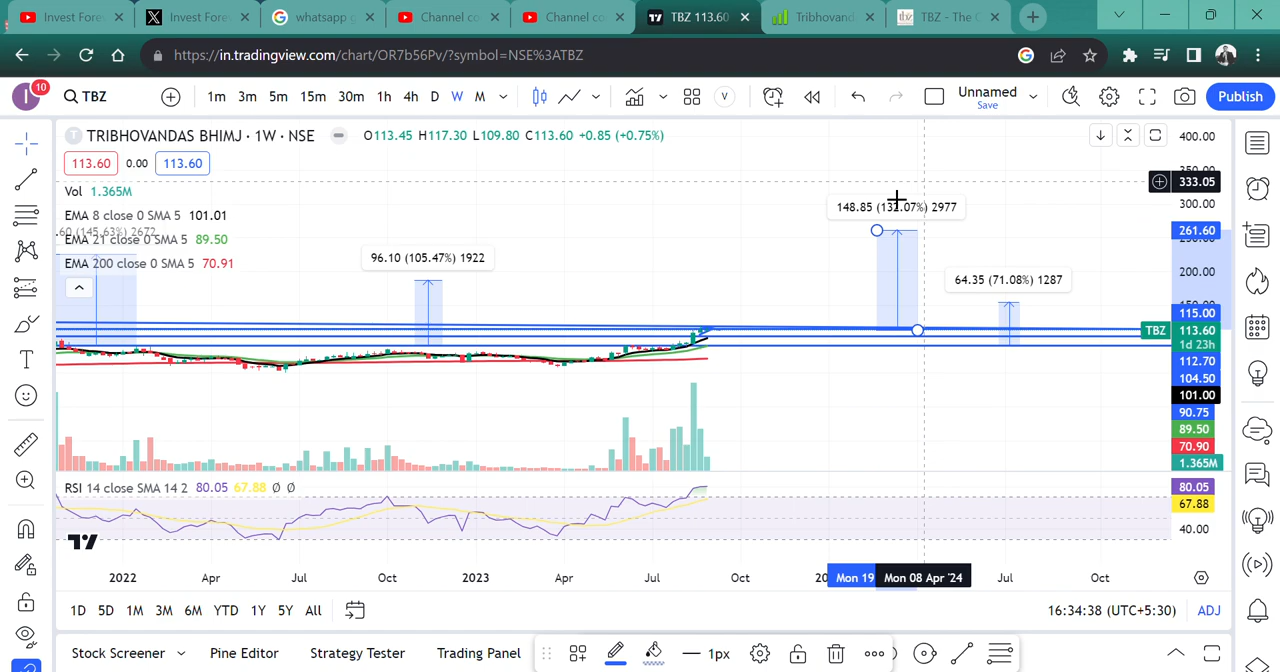 Invest Fore
Invest Fore
whatsapp g
Channel co
Channel co
TBZ 113.60
Tribhovand
TBZ - The O
https://in.tradingview.com/chart/OR7b56Pv/?symbol=NSE%3ATBZ
I 10 TBZ 1m 3m 5m 15m 30m 1h 4h D W M V Unnamed Save Publish
T TRIBHOVANDAS BHIMJ · 1W · NSE O113.45 H117.30 L109.80 C113.60 +0.85 (+0.75%)
113.60 0.00 113.60
Vol 1.365M
EMA 8 close 0 SMA 5 101.01
.60 (145.63%) 2672
EMA 21 close 0 SMA 5 89.50
EMA 200 close 0 SMA 5 70.91
96.10 (105.47%) 1922
148.85 (132.07%) 2977
64.35 (71.08%) 1287
400.00
333.05
300.00
261.60
200.00
115.00
TBZ 113.60
1d 23h
112.70
104.50
101.00
90.75
89.50
70.90
1.365M
RSI 14 close SMA 14 2 80.05 67.88 Ø Ø
80.05
67.88
40.00
2022 Apr Jul Oct 2023 Apr Jul Oct 20 Mon 19 Mon 08 Apr '24 Jul Oct
1D 5D 1M 3M 6M YTD 1Y 5Y All 16:34:38 (UTC+5:30) ADJ
Stock Screener Pine Editor Strategy Tester Trading Panel 1px